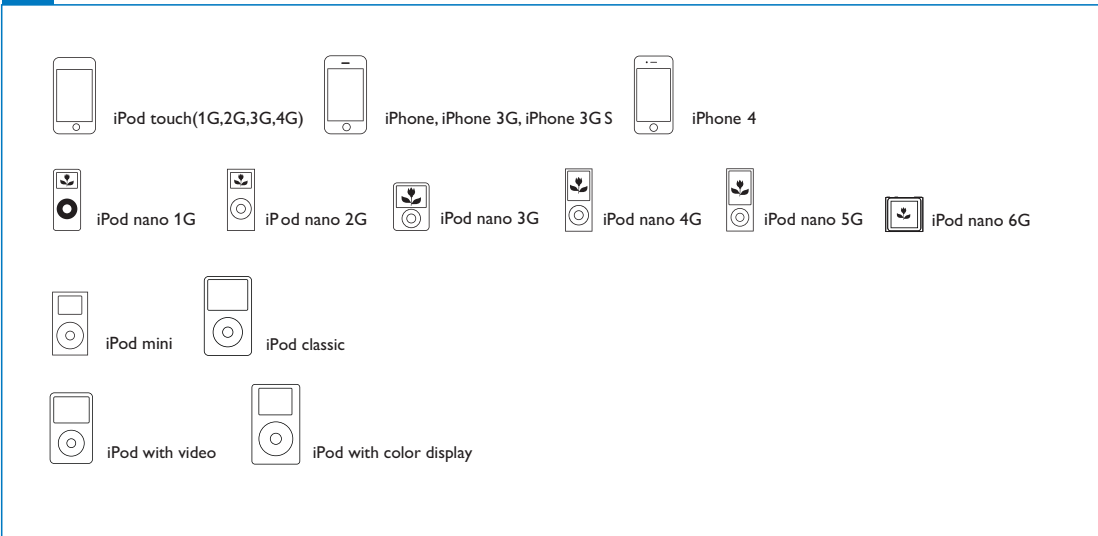 iPod touch(1G,2G,3G,4G) iPhone, iPhone 3G, iPhone 3G S iPhone 4
iPod nano 1G iPod nano 2G iPod nano 3G iPod nano 4G iPod nano 5G iPod nano 6G
iPod mini iPod classic
iPod with video iPod with color display